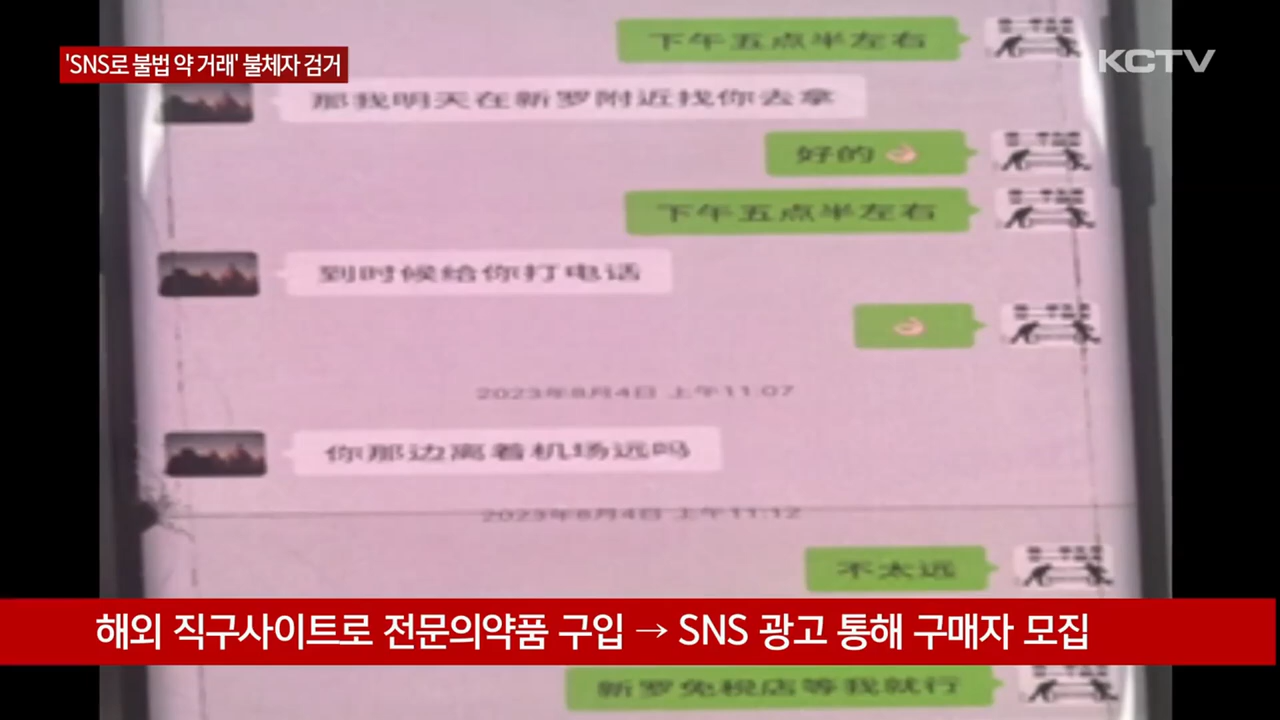 下午五点半左右
'SNS로 불법 약 거래' 불체자 검거
KCTV
那我明天在新罗附近找你去拿
好的👌🏻
下午五点半左右
到时候给你打电话
👌🏻
2023年8月4日 上午11:07
你那边离着机场远吗
2023年8月4日 上午11:12
不太远
해외 직구사이트로 전문의약품 구입 → SNS 광고 통해 구매자 모집
新罗免税店等我就行